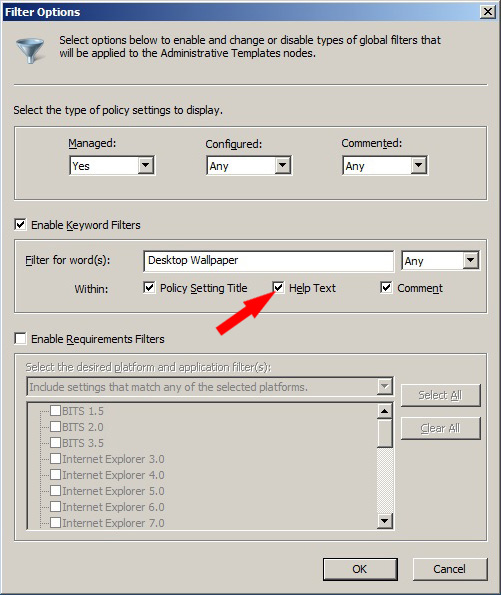 Filter Options
Select options below to enable and change or disable types of global filters that
will be applied to the Administrative Templates nodes.
Select the type of policy settings to display.
Managed: Configured: Commented:
Yes Any Any
Enable Keyword Filters
Filter for word(s): Desktop Wallpaper Any
Within: Policy Setting Title Help Text Comment
Enable Requirements Filters
Select the desired platform and application filter(s):
Include settings that match any of the selected platforms. Select All
BITS 1.5
BITS 2.0 Clear All
BITS 3.5
Internet Explorer 3.0
Internet Explorer 4.0
Internet Explorer 5.0
Internet Explorer 6.0
Internet Explorer 7.0
OK Cancel